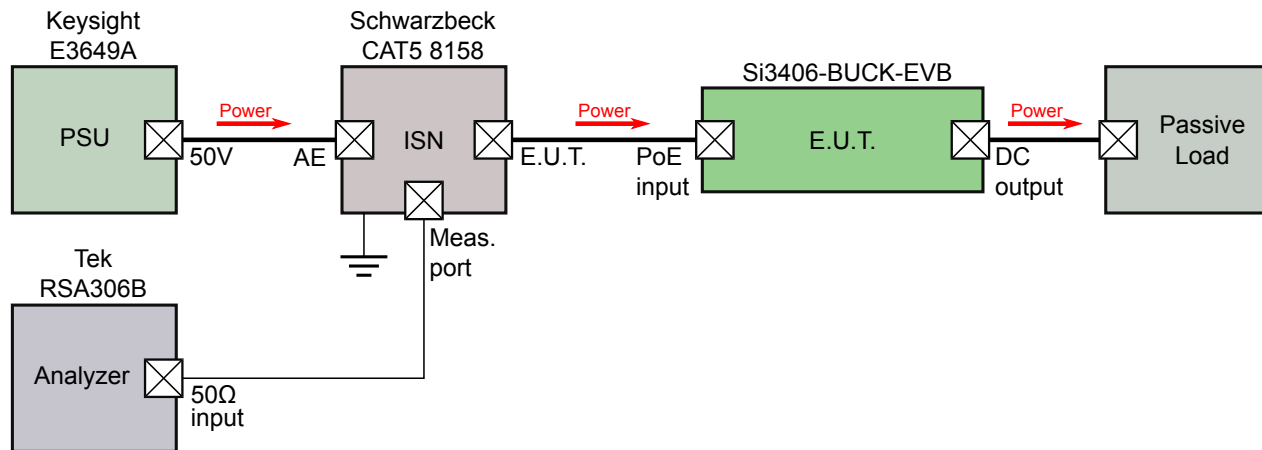 Keysight
E3649A
PSU
50V
Power
Schwarzbeck
CAT5 8158
AE
ISN
E.U.T.
Meas.
port
Power
PoE
input
Si3406-BUCK-EVB
E.U.T.
DC
output
Power
Passive
Load
Tek
RSA306B
Analyzer
50Ω
input